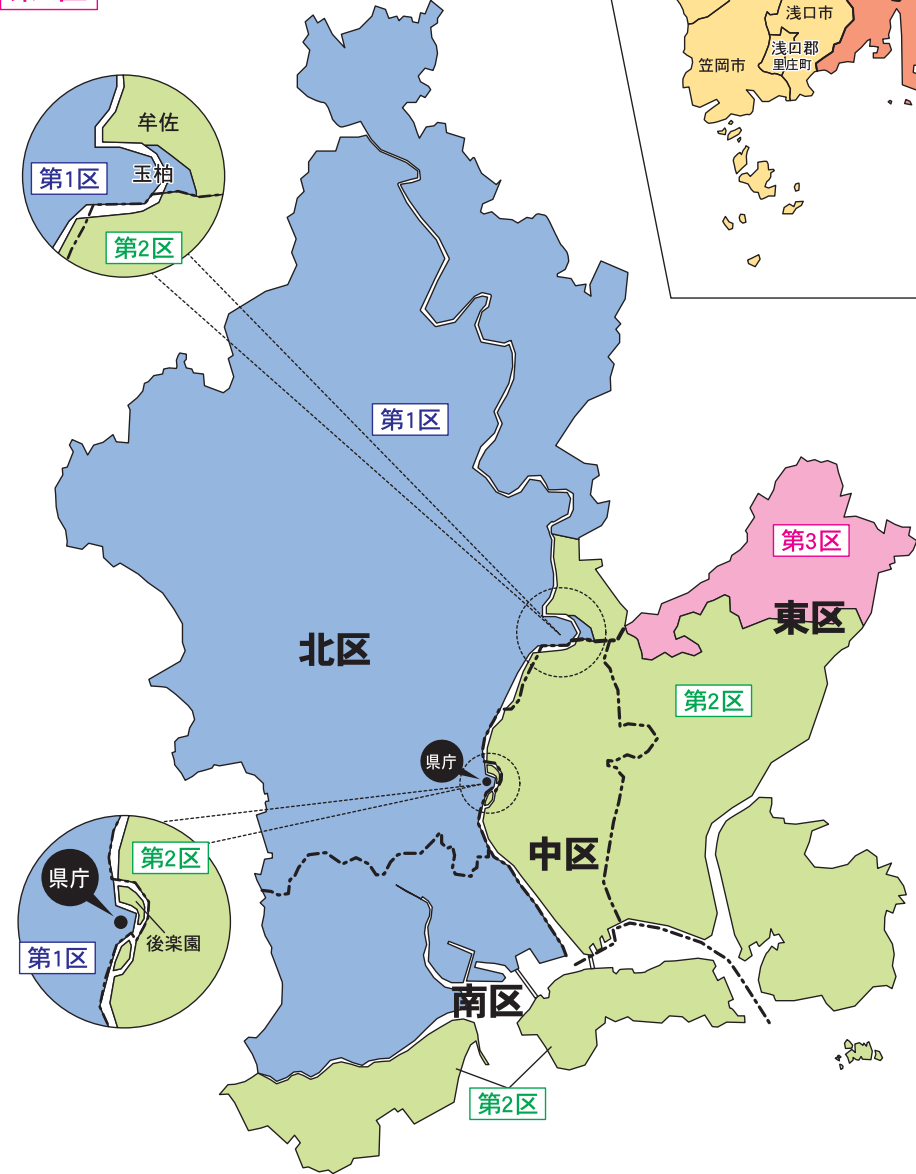 浅口市
浅口郡
里庄町
笠岡市
牟佐
第1区
玉柏
第2区
第1区
第3区
東区
北区
第2区
県庁
中区
第2区
県庁
後楽園
第1区
南区
第2区